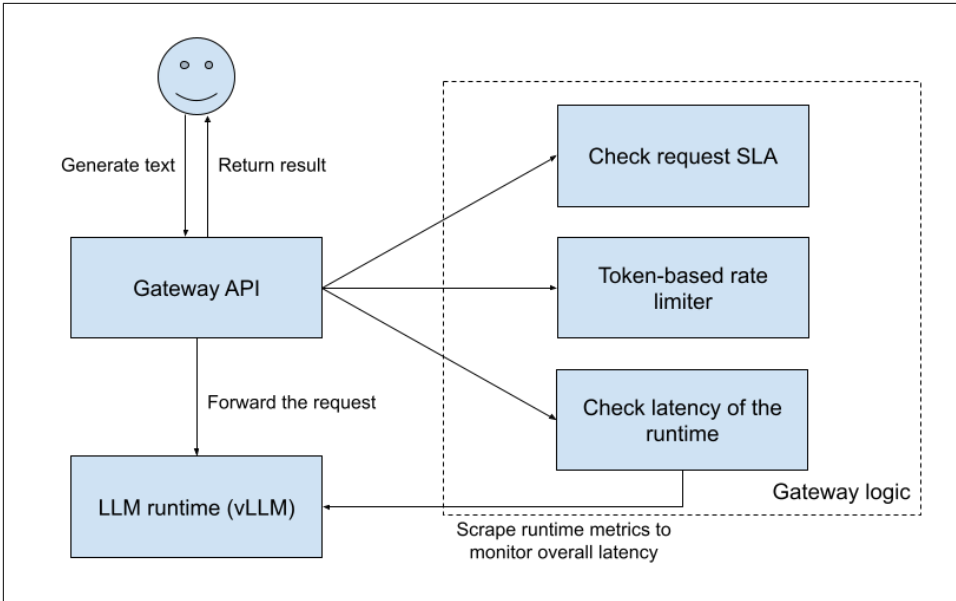 Generate text
Return result
Check request SLA
Gateway API
Token-based rate
limiter
Forward the request
Check latency of the
runtime
Gateway logic
LLM runtime (vLLM)
Scrape runtime metrics to
monitor overall latency